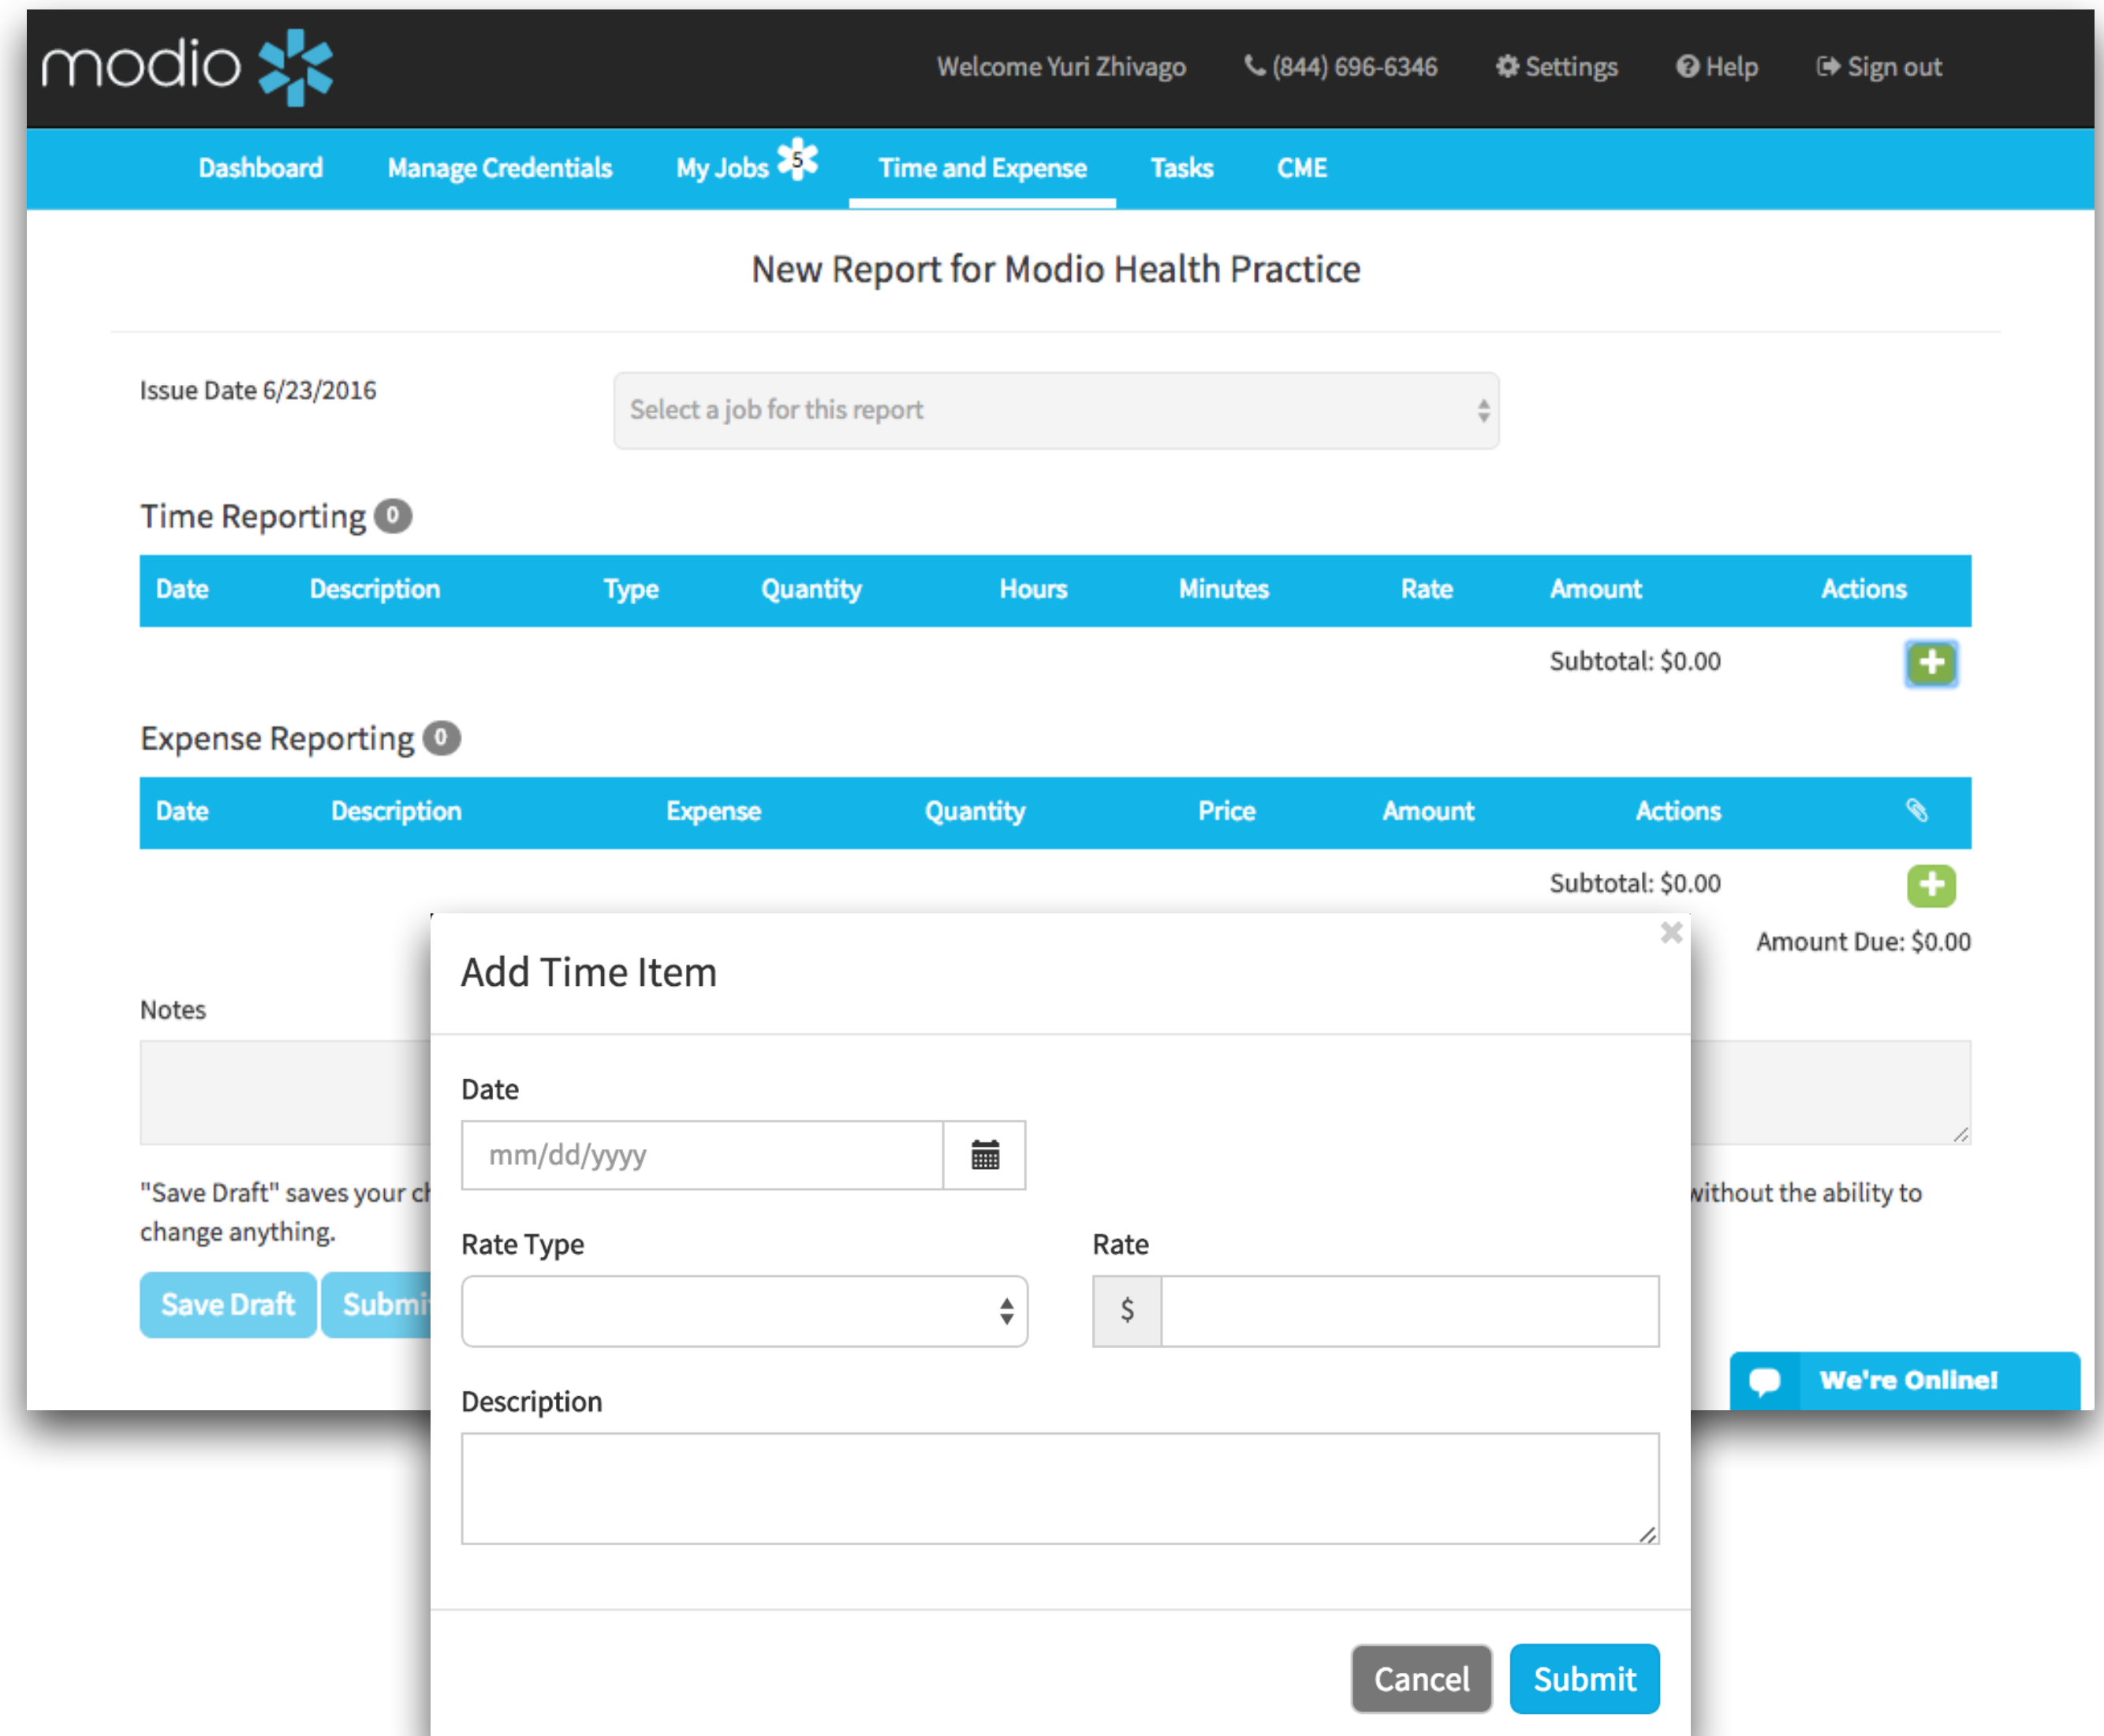 modio
Welcome Yuri Zhivago (844) 696-6346 Settings Help Sign out
Dashboard Manage Credentials My Jobs 5 Time and Expense Tasks CME
New Report for Modio Health Practice
Issue Date 6/23/2016
Select a job for this report
Time Reporting 0
Date Description Type Quantity Hours Minutes Rate Amount Actions
Subtotal: $0.00
Expense Reporting 0
Date Description Expense Quantity Price Amount Actions
Subtotal: $0.00
Amount Due: $0.00
Notes
"Save Draft" saves your without the ability to
change anything.
Save Draft
We're Online!
Add Time Item
Date
mm/dd/yyyy
Rate Type Rate
$
Description
Cancel Submit